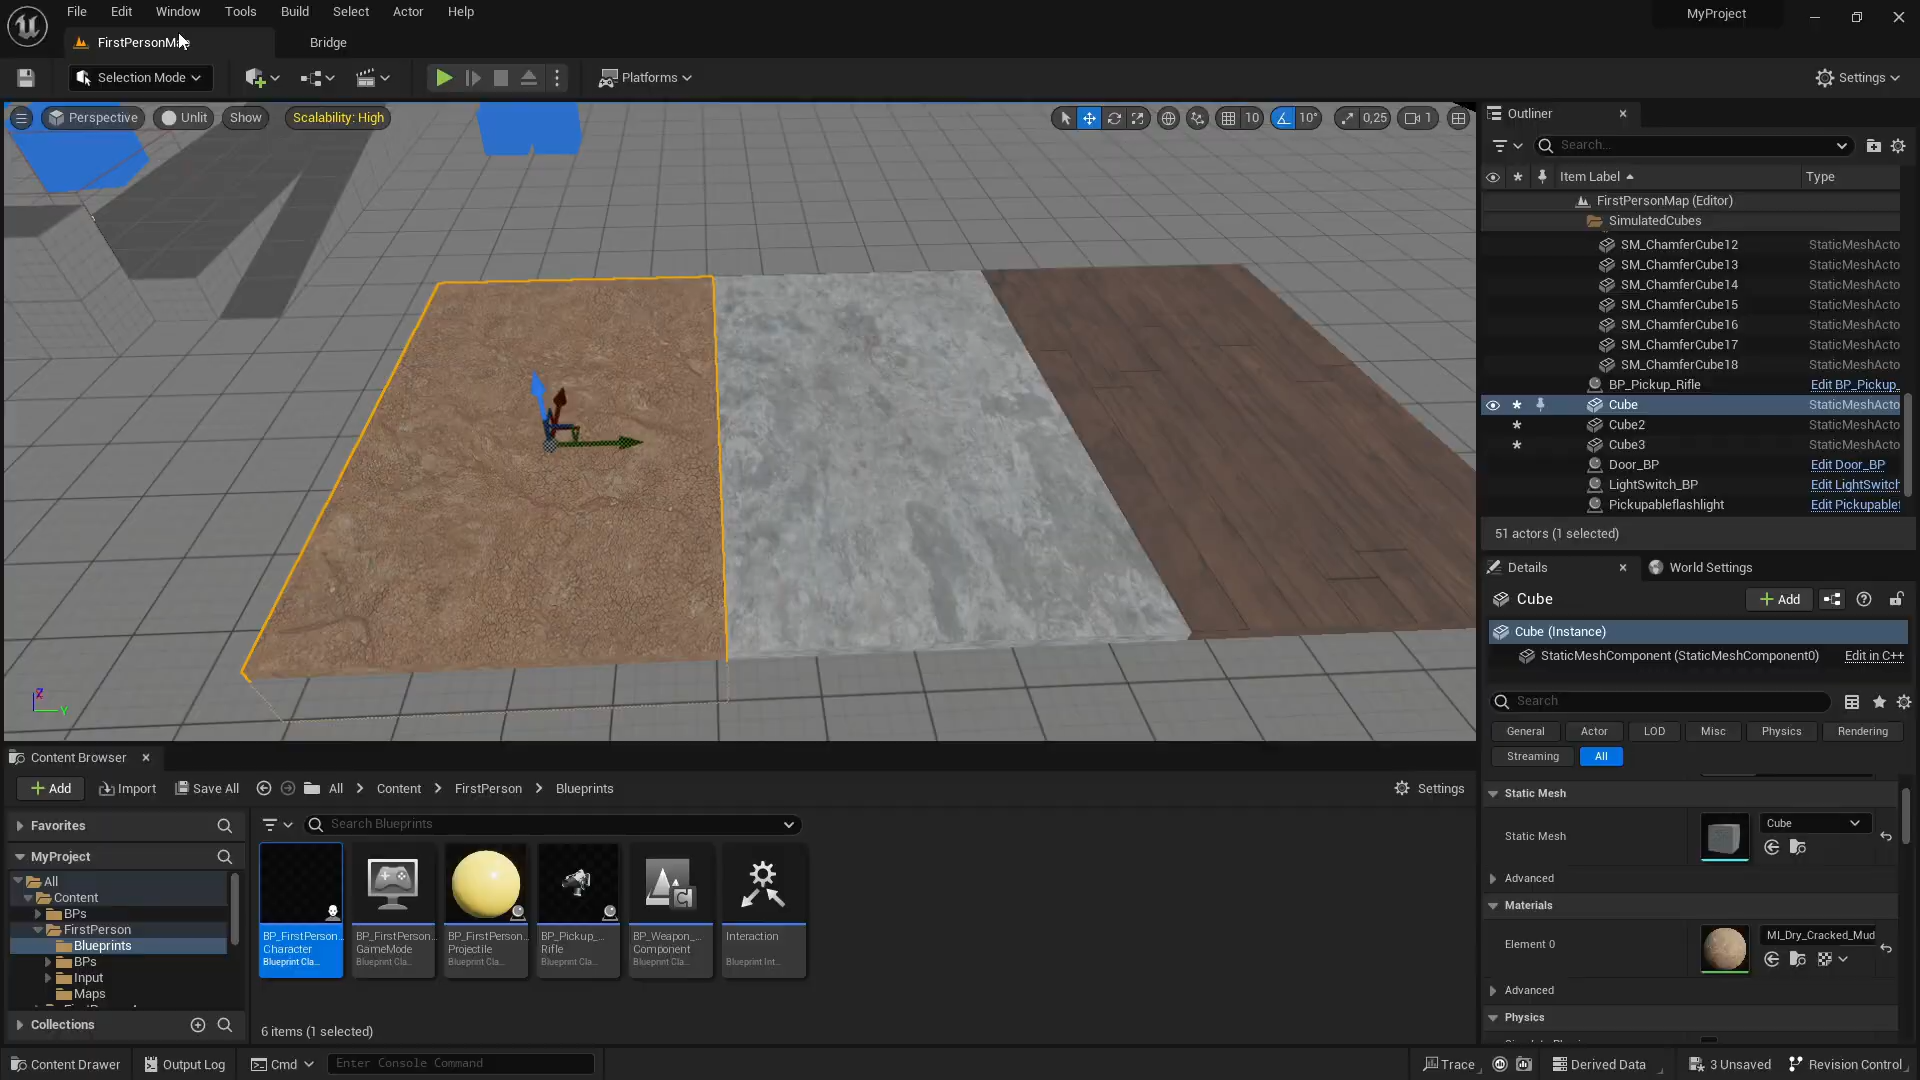 File Edit Window Tools Build Select Actor Help
MyProject
FirstPersonMap
Bridge
Selection Mode
Platforms
Settings
Perspective
Unlit
Show
Scalability: High
10
10°
0,25
1
Outliner
Search...
Item Label
Type
FirstPersonMap (Editor)
SimulatedCubes
SM_ChamferCube12 StaticMeshActo
SM_ChamferCube13 StaticMeshActo
SM_ChamferCube14 StaticMeshActo
SM_ChamferCube15 StaticMeshActo
SM_ChamferCube16 StaticMeshActo
SM_ChamferCube17 StaticMeshActo
SM_ChamferCube18 StaticMeshActo
BP_Pickup_Rifle Edit BP_Pickup_
Cube StaticMeshActo
Cube2 StaticMeshActo
Cube3 StaticMeshActo
Door_BP Edit Door_BP
LightSwitch_BP Edit LightSwitch
Pickupableflashlight Edit Pickupablef
51 actors (1 selected)
Details
World Settings
Cube
Add
Cube (Instance)
StaticMeshComponent (StaticMeshComponent0) Edit in C++
Search
General Actor LOD Misc Physics Rendering
Streaming All
Static Mesh
Static Mesh
Cube
Advanced
Materials
Element 0
MI_Dry_Cracked_Mud
Advanced
Physics
Z
Y
Content Browser
Add Import Save All All Content FirstPerson Blueprints
Settings
Favorites
MyProject
All
Content
BPs
FirstPerson
Blueprints
BPs
Input
Maps
Collections
Search Blueprints
BP_FirstPerson...
Character
Blueprint Cla...
BP_FirstPerson...
GameMode
Blueprint Cla...
BP_FirstPerson...
Projectile
Blueprint Cla...
BP_Pickup_...
Rifle
Blueprint Cla...
BP_Weapon_...
Component
Blueprint Cla...
Interaction
Blueprint Int...
6 items (1 selected)
Content Drawer Output Log Cmd Enter Console Command
Trace Derived Data 3 Unsaved Revision Control